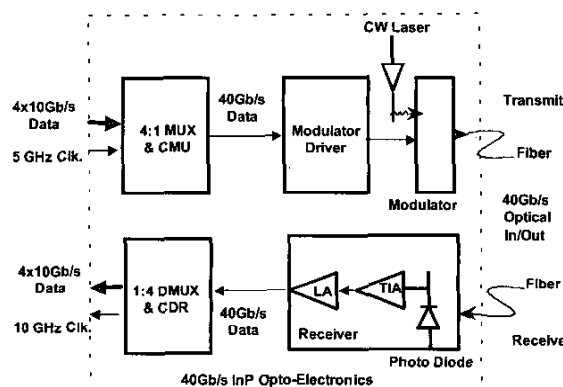 CW Laser
4x10Gb/s
Data
5 GHz Clk.
4:1 MUX
& CMU
40Gb/s
Data
Modulator
Driver
Modulator
Transmit
Fiber
40Gb/s
Optical
In/Out
4x10Gb/s
Data
10 GHz Clk.
1:4 DMUX
& CDR
40Gb/s
Data
LA
TIA
Receiver
Photo Diode
Fiber
Receive
40Gb/s InP Opto-Electronics